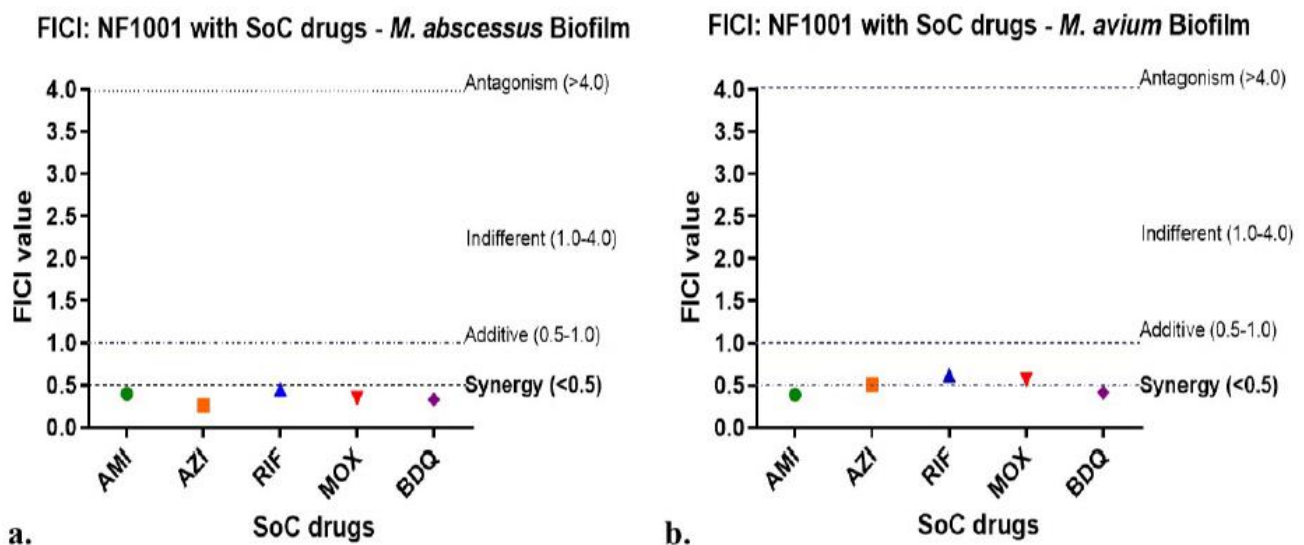 FICI: NF1001 with SoC drugs - M. abscessus Biofilm
Antagonism (>4.0)
4.0
3.5
3.0
2.5
Indifferent (1.0-4.0)
2.0
1.5
Additive (0.5-1.0)
1.0
Synergy (<0.5)
0.5
0.0
FICI value
AMI
AZI
RIF
MOX
BDQ
SoC drugs
a.
FICI: NF1001 with SoC drugs - M. avium Biofilm
Antagonism (>4.0)
4.0
3.5
3.0
2.5
Indifferent (1.0-4.0)
2.0
1.5
Additive (0.5-1.0)
1.0
Synergy (<0.5)
0.5
0.0
FICI value
AMI
AZI
RIF
MOX
BDQ
SoC drugs
b.